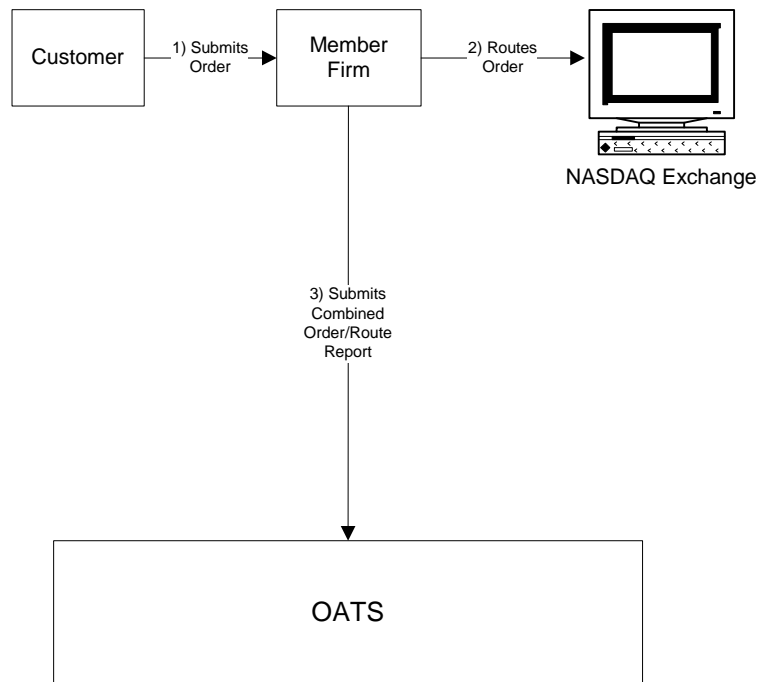 Customer
1) Submits
Order
Member
Firm
2) Routes
Order
NASDAQ Exchange
3) Submits
Combined
Order/Route
Report
OATS